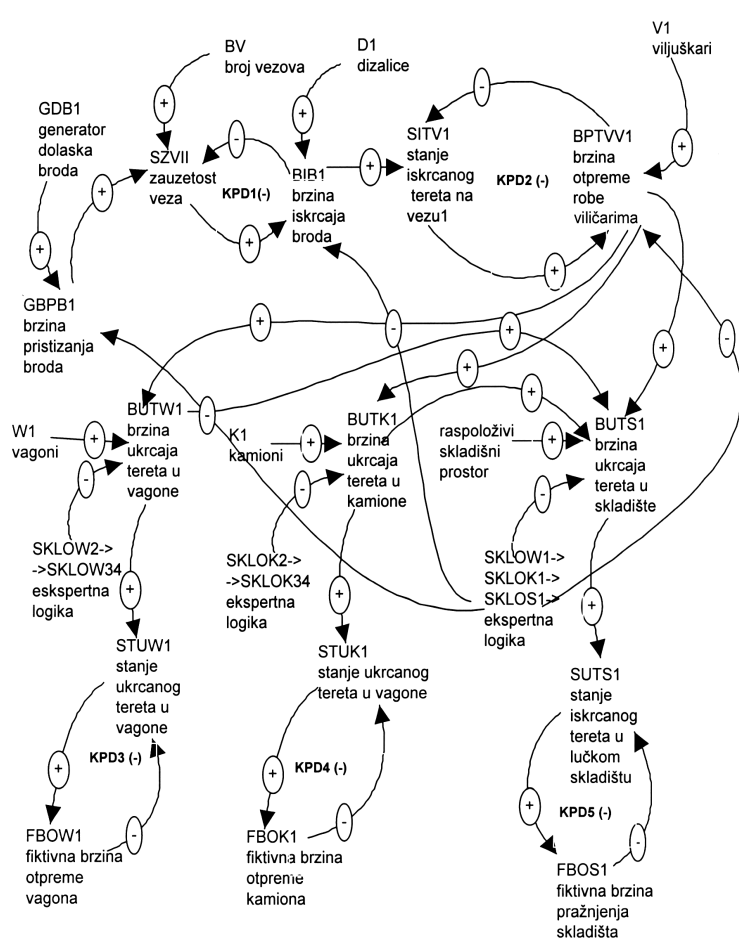 BV
broj vezova
D1
dizalice
V1
viljuškari
GDB1
generator
dolaska
broda
+
+
-
-
SZVII
zauzetost
veza
-
KPD1(-)
BIB1
brzina
iskrcaja
broda
+
SITV1
stanje
iskrcanog
tereta na
vezu1
KPD2 (-)
BPTVV1
brzina
otpreme
robe
viličarima
+
+
+
+
+
GBPB1
brzina
pristizanja
broda
+
-
+
+
-
+
+
BUTW1
brzina
ukrcaja
tereta u
vagone
-
W1
vagoni
+
-
K1
kamioni
+
-
BUTK1
brzina
ukrcaja
tereta u
kamione
raspoloživi
skladišni
prostor
+
-
BUTS1
brzina
ukrcaja
tereta u
skladište
SKLOW2->
->SKLOW34
eskspertna
logika
+
SKLOK2->
->SKLOK34
ekspertna
logika
+
SKLOW1->
SKLOK1->
SKLOS1->
ekspertna
logika
+
STUW1
stanje
ukrcanog
tereta u
vagone
STUK1
stanje ukrcanog
tereta u vagone
SUTS1
stanje
iskrcanog
tereta u
lučkom
skladištu
+
KPD3 (-)
-
+
KPD4 (-)
-
+
KPD5 (-)
-
FBOW1
fiktivna brzina
otpreme
vagona
FBOK1
fiktivna brzina
otpreme
kamiona
FBOS1
fiktivna brzina
pražnjenja
skladišta